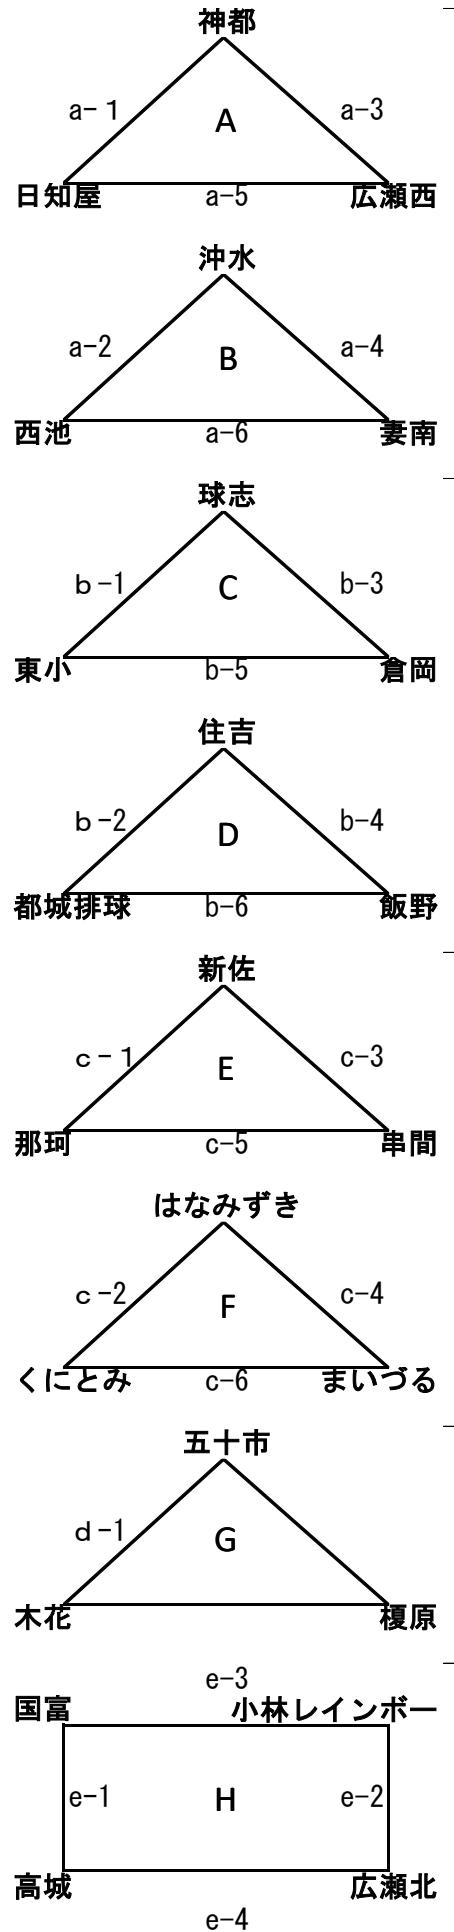 神都
a-１ A a-3
日知屋 a-5 広瀬西
沖水
a-2 B a-4
西池 a-6 妻南
球志
ｂ-1 C b-3
東小 b-5 倉岡
住吉
ｂ-2 D b-4
都城排球 b-6 飯野
新佐
ｃ-１ E c-3
那珂 c-5 串間
はなみずき
ｃ-2 F c-4
くにとみ c-6 まいづる
五十市
ｄ-1 G
木花 榎原
e-3
国富 小林レインボー
e-1 H e-2
高城 広瀬北
e-4